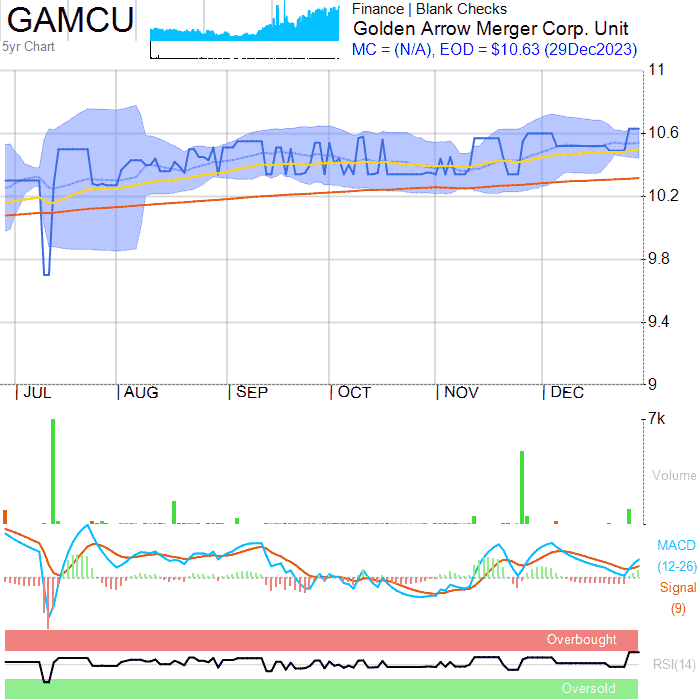 GAMCU
5yr Chart
Finance | Blank Checks
Golden Arrow Merger Corp. Unit
MC = (N/A), EOD = $10.63 (29Dec2023)
11
10.6
10.2
9.8
9.4
9
JUL AUG SEP OCT NOV DEC
7k
Volume
MACD
(12-26)
Signal
(9)
Overbought
RSI(14)
Oversold